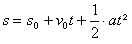 s = s₀ + v₀t + 1/2 · at²